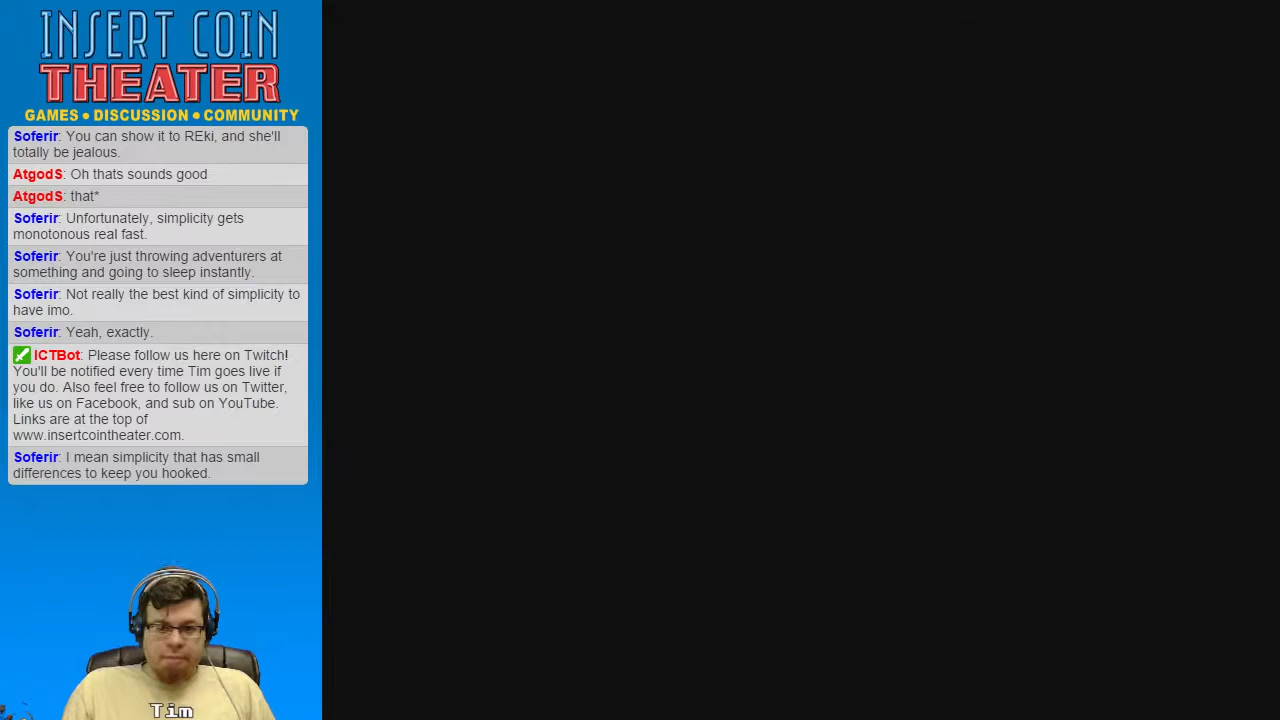 INSERT COIN
THEATER
GAMES • DISCUSSION • COMMUNITY
Soferir: You can show it to REki, and she'll
totally be jealous.
AtgodS: Oh thats sounds good
AtgodS: that*
Soferir: Unfortunately, simplicity gets
monotonous real fast.
Soferir: You're just throwing adventurers at
something and going to sleep instantly.
Soferir: Not really the best kind of simplicity to
have imo.
Soferir: Yeah, exactly.
ICTBot: Please follow us here on Twitch!
You'll be notified every time Tim goes live if
you do. Also feel free to follow us on Twitter,
like us on Facebook, and sub on YouTube.
Links are at the top of
www.insertcointheater.com.
Soferir: I mean simplicity that has small
differences to keep you hooked.
Tim